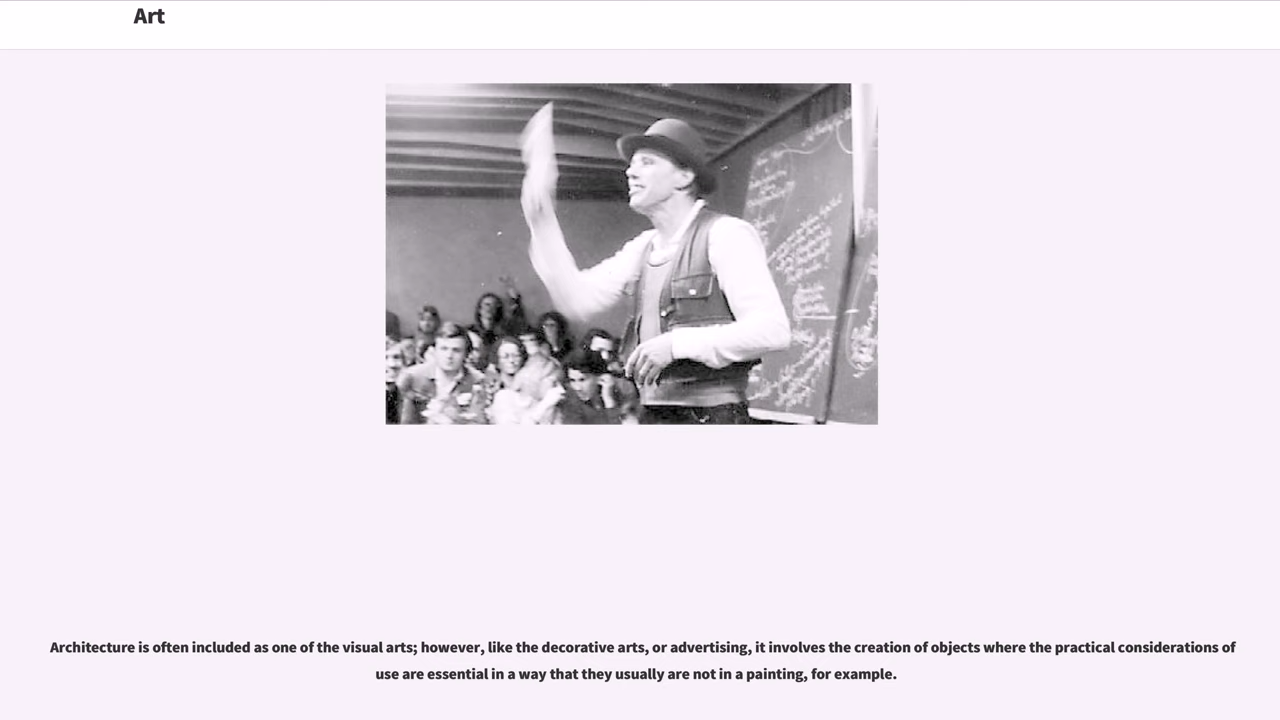 Art
Architecture is often included as one of the visual arts; however, like the decorative arts, or advertising, it involves the creation of objects where the practical considerations of
use are essential in a way that they usually are not in a painting, for example.